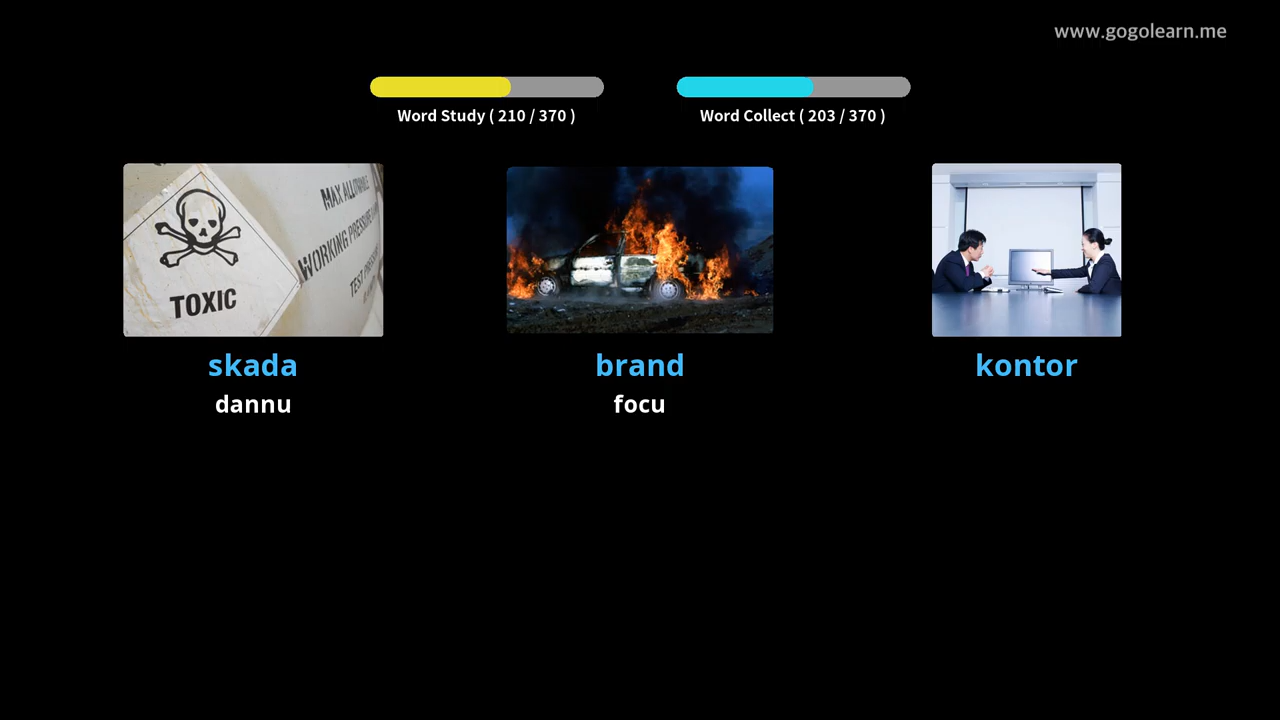 www.gogolearn.me
Word Study ( 210 / 370 )
Word Collect ( 203 / 370 )
MAX ALLOWABLE
WORKING PRESSURE
TEST
TOXIC
skada
brand
kontor
dannu
focu